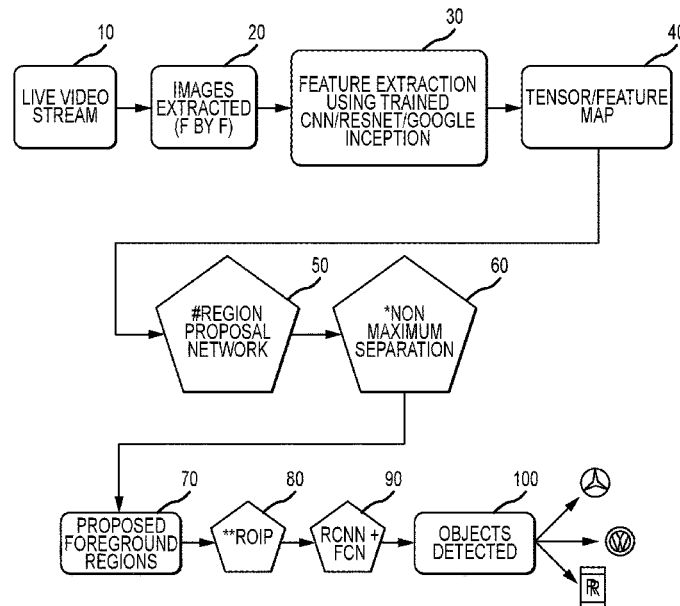 10
20
30
40
LIVE VIDEO
STREAM
IMAGES
EXTRACTED
(F BY F)
FEATURE EXTRACTION
USING TRAINED
CNN/RESNET/GOOGLE
INCEPTION
TENSOR/FEATURE
MAP
50
60
#REGION
PROPOSAL
NETWORK
*NON
MAXIMUM
SEPARATION
70
80
90
100
PROPOSED
FOREGROUND
REGIONS
**ROIP
RCNN +
FCN
OBJECTS
DETECTED
VW
RR